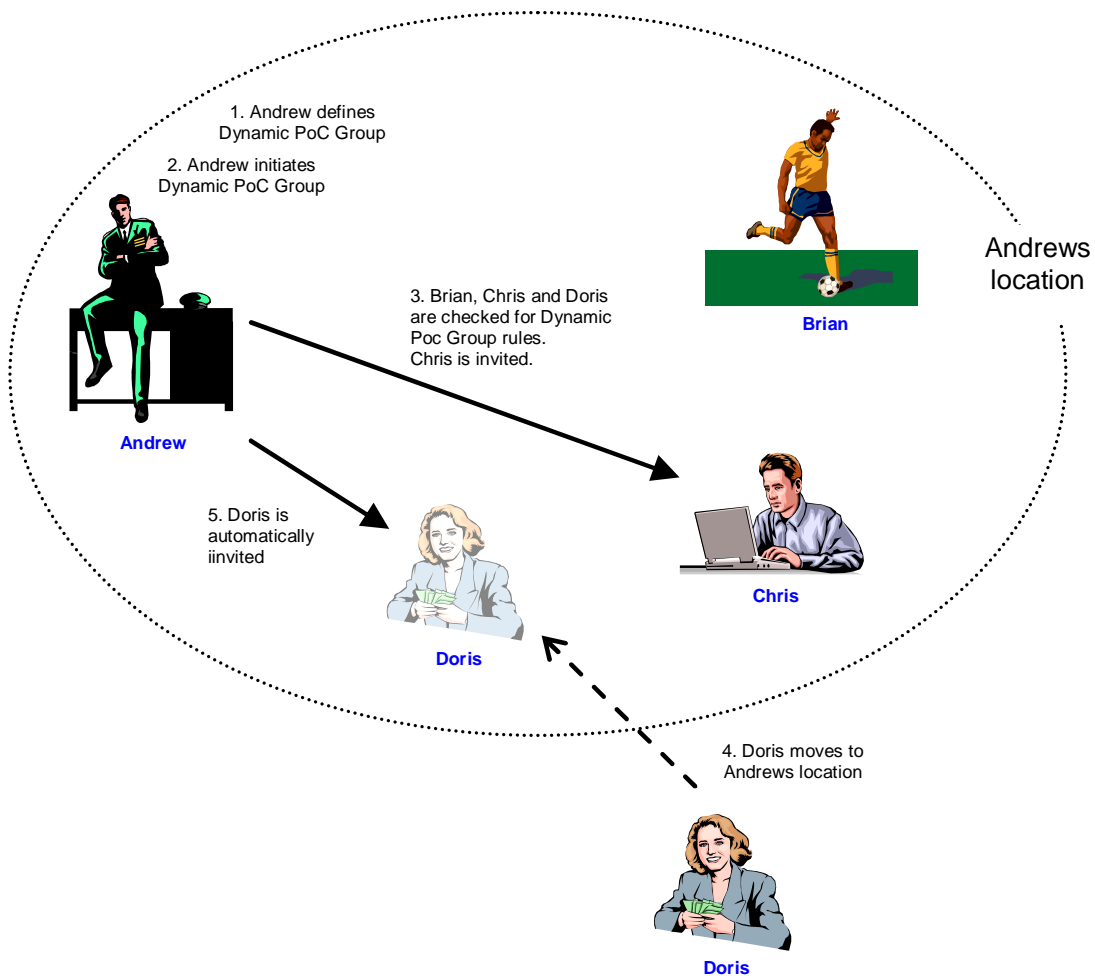 1. Andrew defines
Dynamic PoC Group
2. Andrew initiates
Dynamic PoC Group
Andrews
location
3. Brian, Chris and Doris
are checked for Dynamic
Poc Group rules.
Chris is invited.
Brian
Andrew
5. Doris is
automatically
iinvited
Chris
Doris
4. Doris moves to
Andrews location
Doris